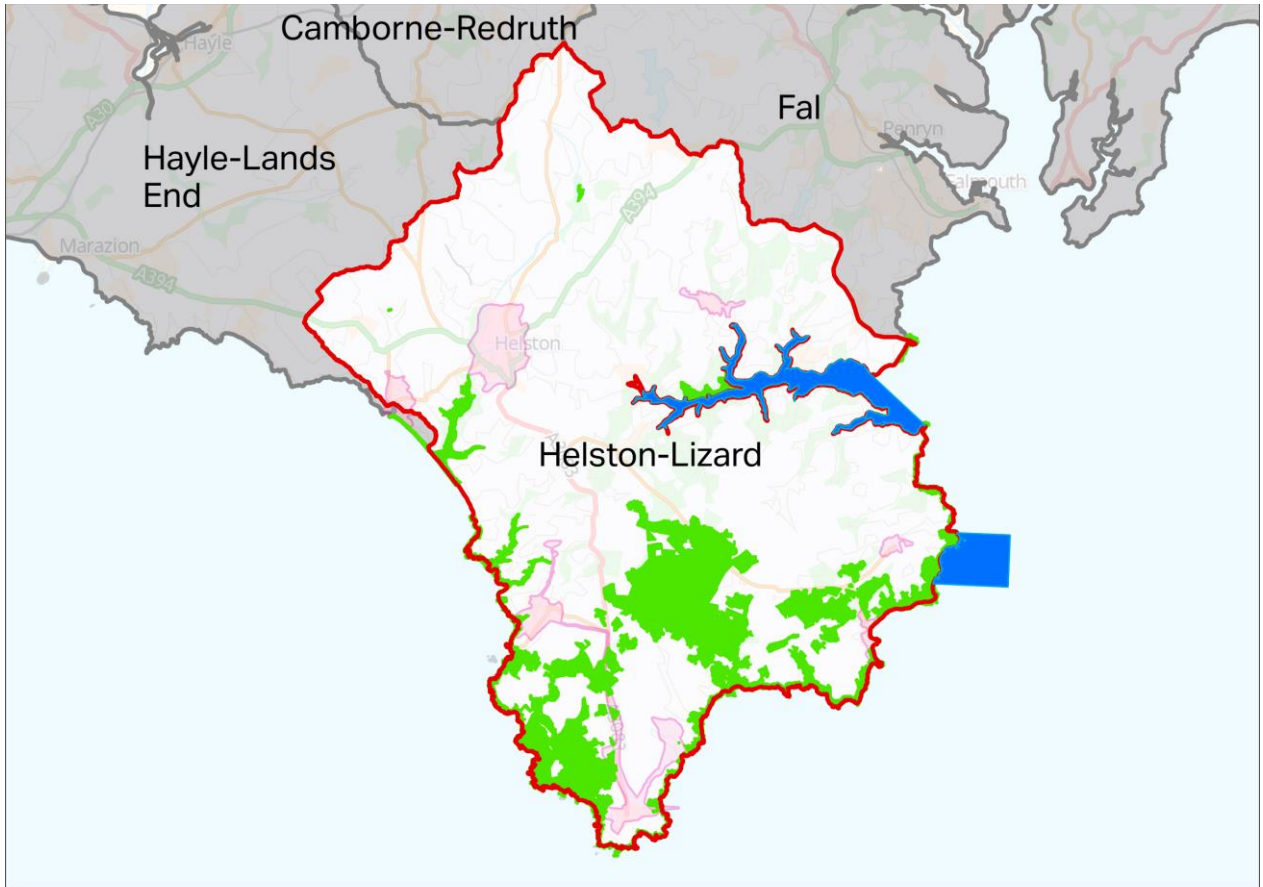 Camborne-Redruth
Hayle
A30
Fal
Penryn
Hayle-Lands
End
Falmouth
A394
Marazion
A394
Helston
Helston-Lizard